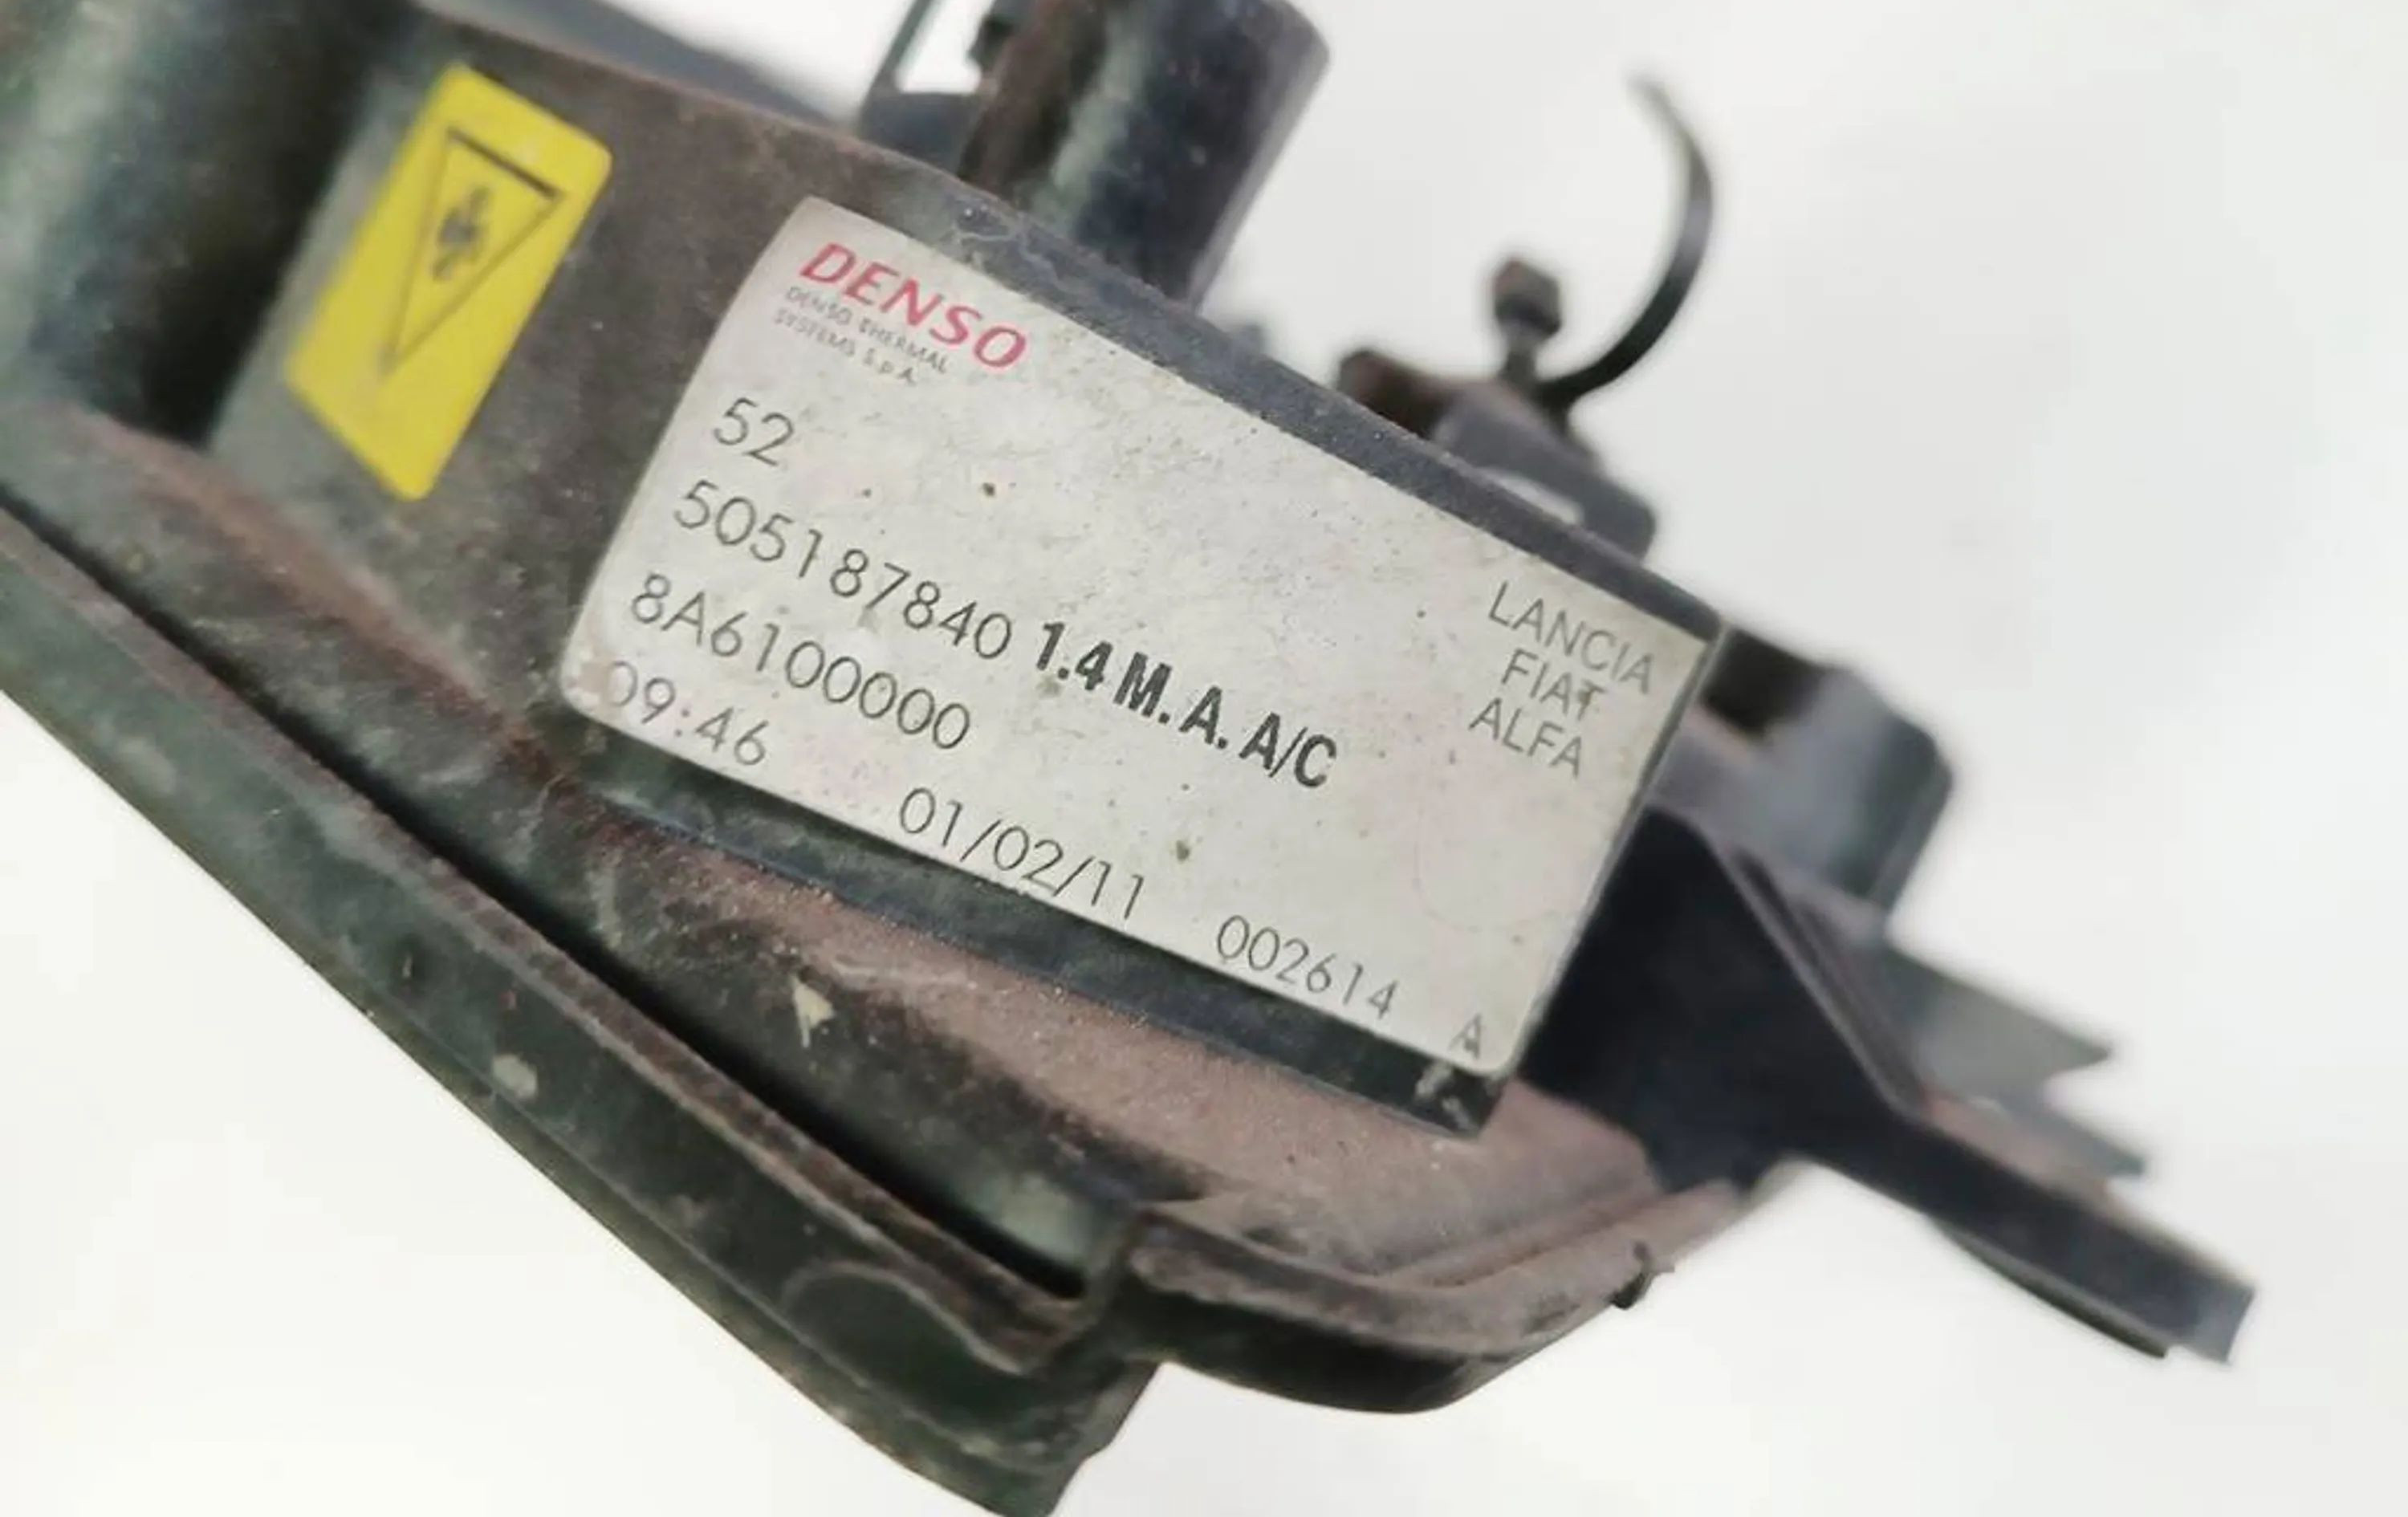 DENSO
DENSO THERMAL
SYSTEMS S.p.A.
52
505187840 1.4 M. A. A/C
8A6100000
09:46 01/02/11 002614 A
LANCIA
FIAT
ALFA